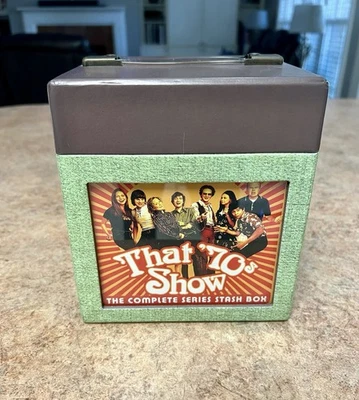 That '70s
Show
THE COMPLETE SERIES STASH BOX